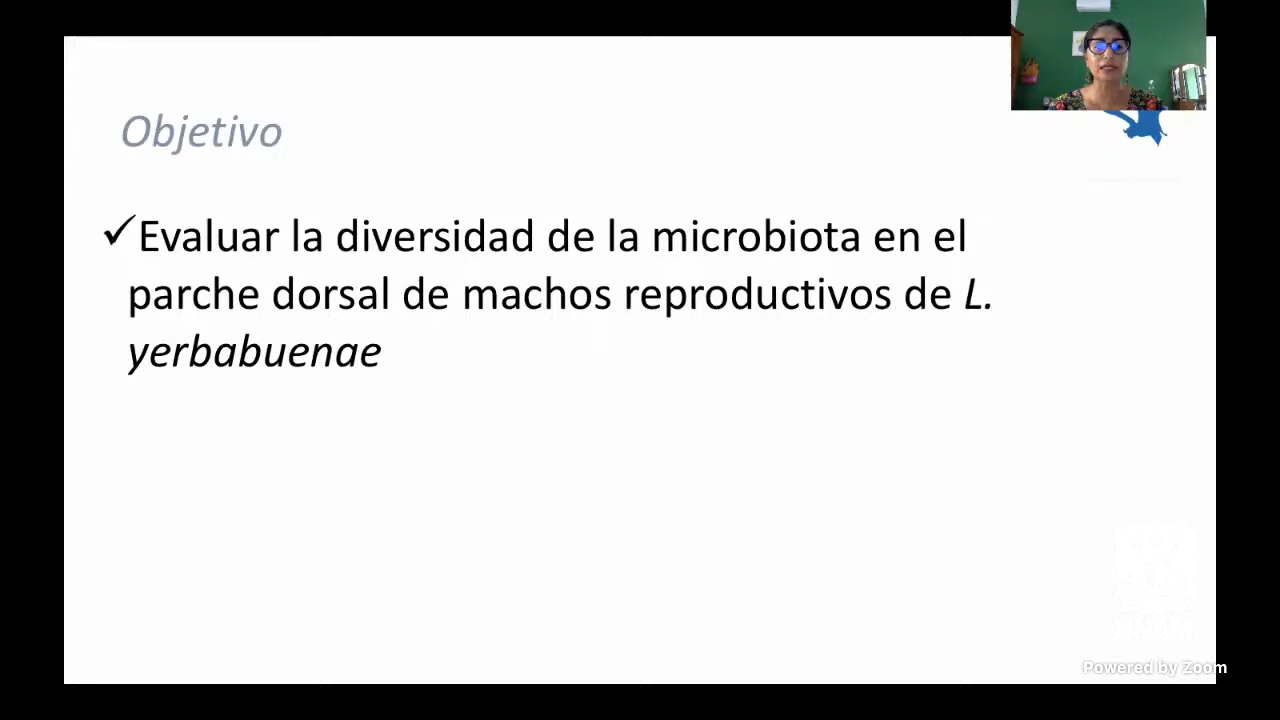 Objetivo
✓Evaluar la diversidad de la microbiota en el
parche dorsal de machos reproductivos de L.
yerbabuenae
Powered by Zoom